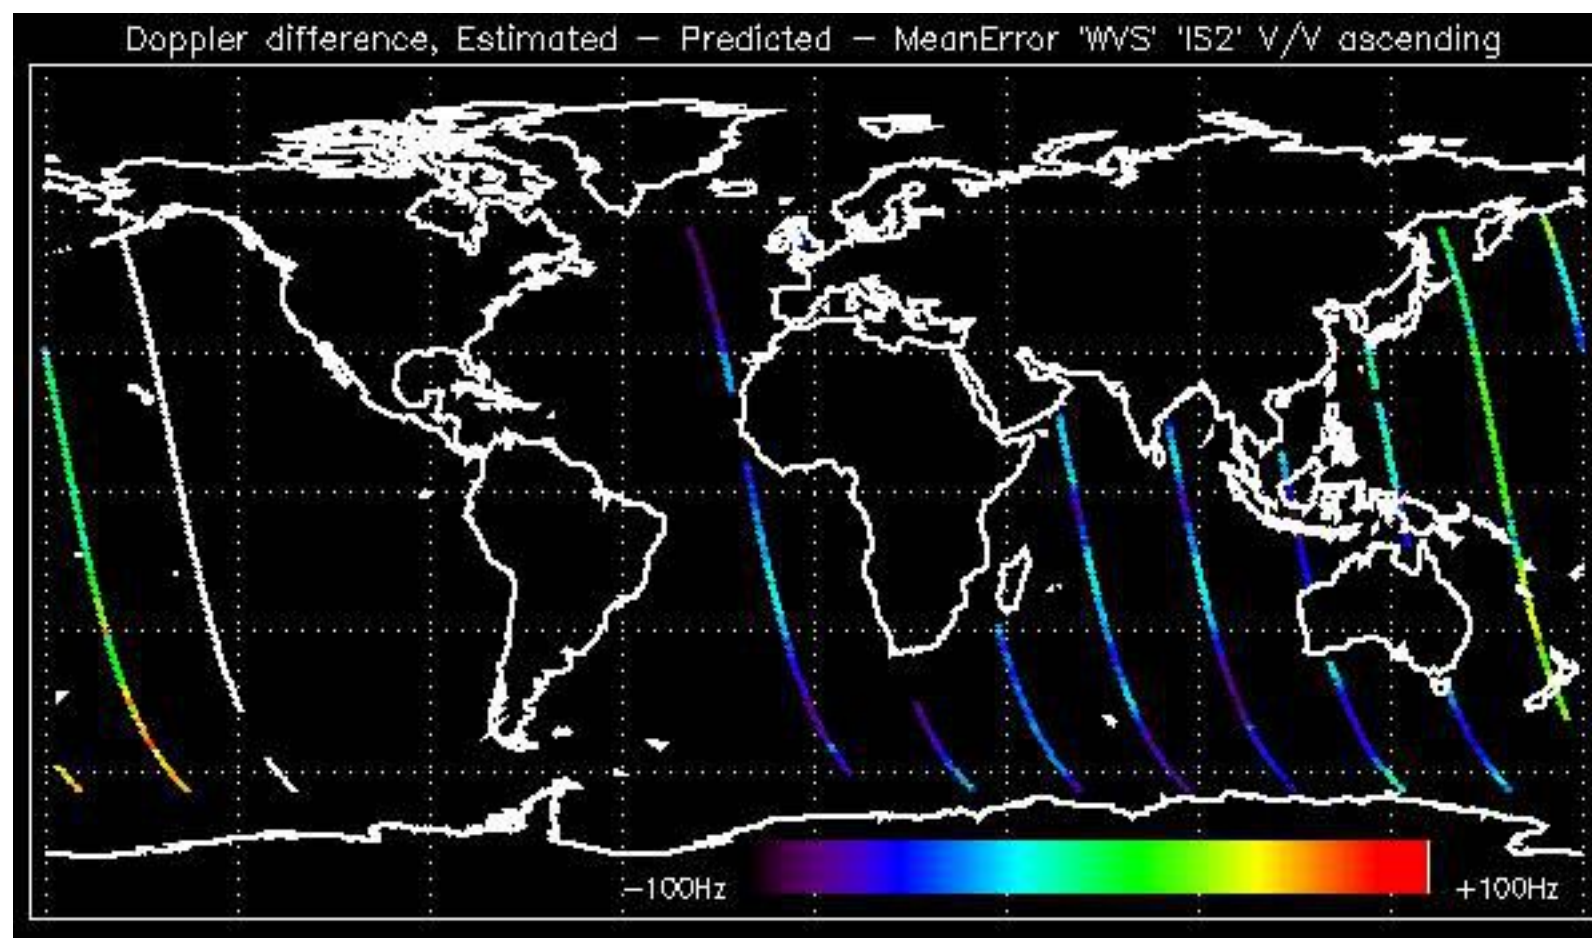 Doppler difference, Estimated - Predicted - MeanError 'WVS' 'IS2' V/V ascending
-100Hz
+100Hz